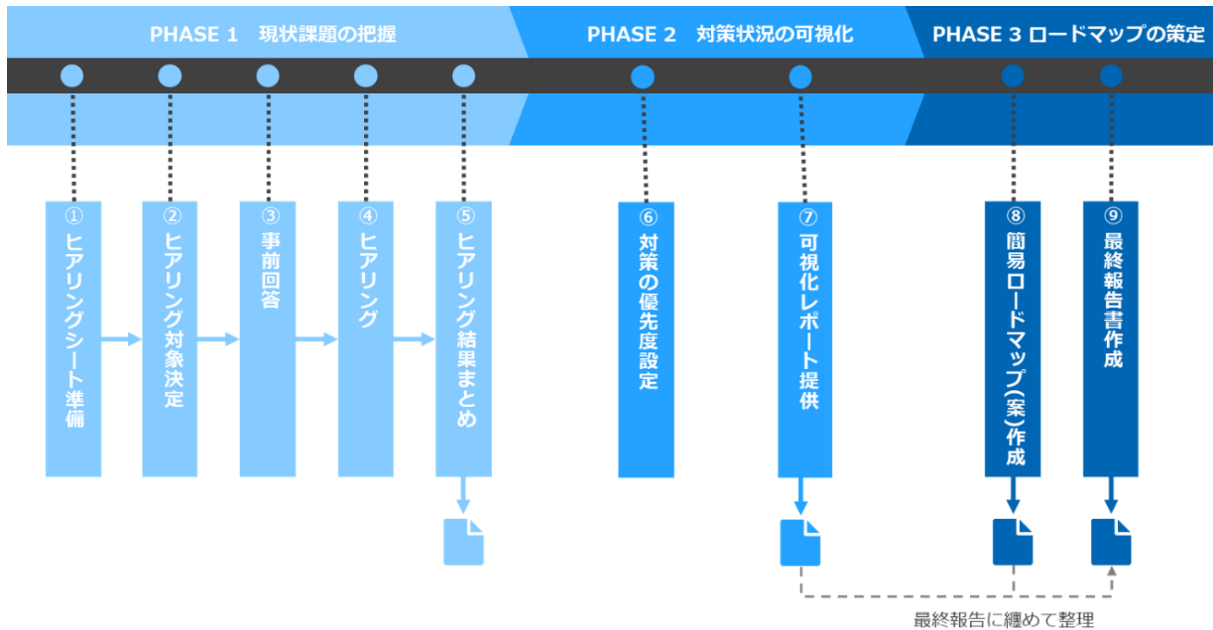 PHASE 1 現状課題の把握
PHASE 2 対策状況の可視化
PHASE 3 ロードマップの策定
①ヒアリングシート準備
②ヒアリング対象決定
③事前回答
④ヒアリング
⑤ヒアリング結果まとめ
⑥対策の優先度設定
⑦可視化レポート提供
⑧簡易ロードマップ(案)作成
⑨最終報告書作成
最終報告に纏めて整理